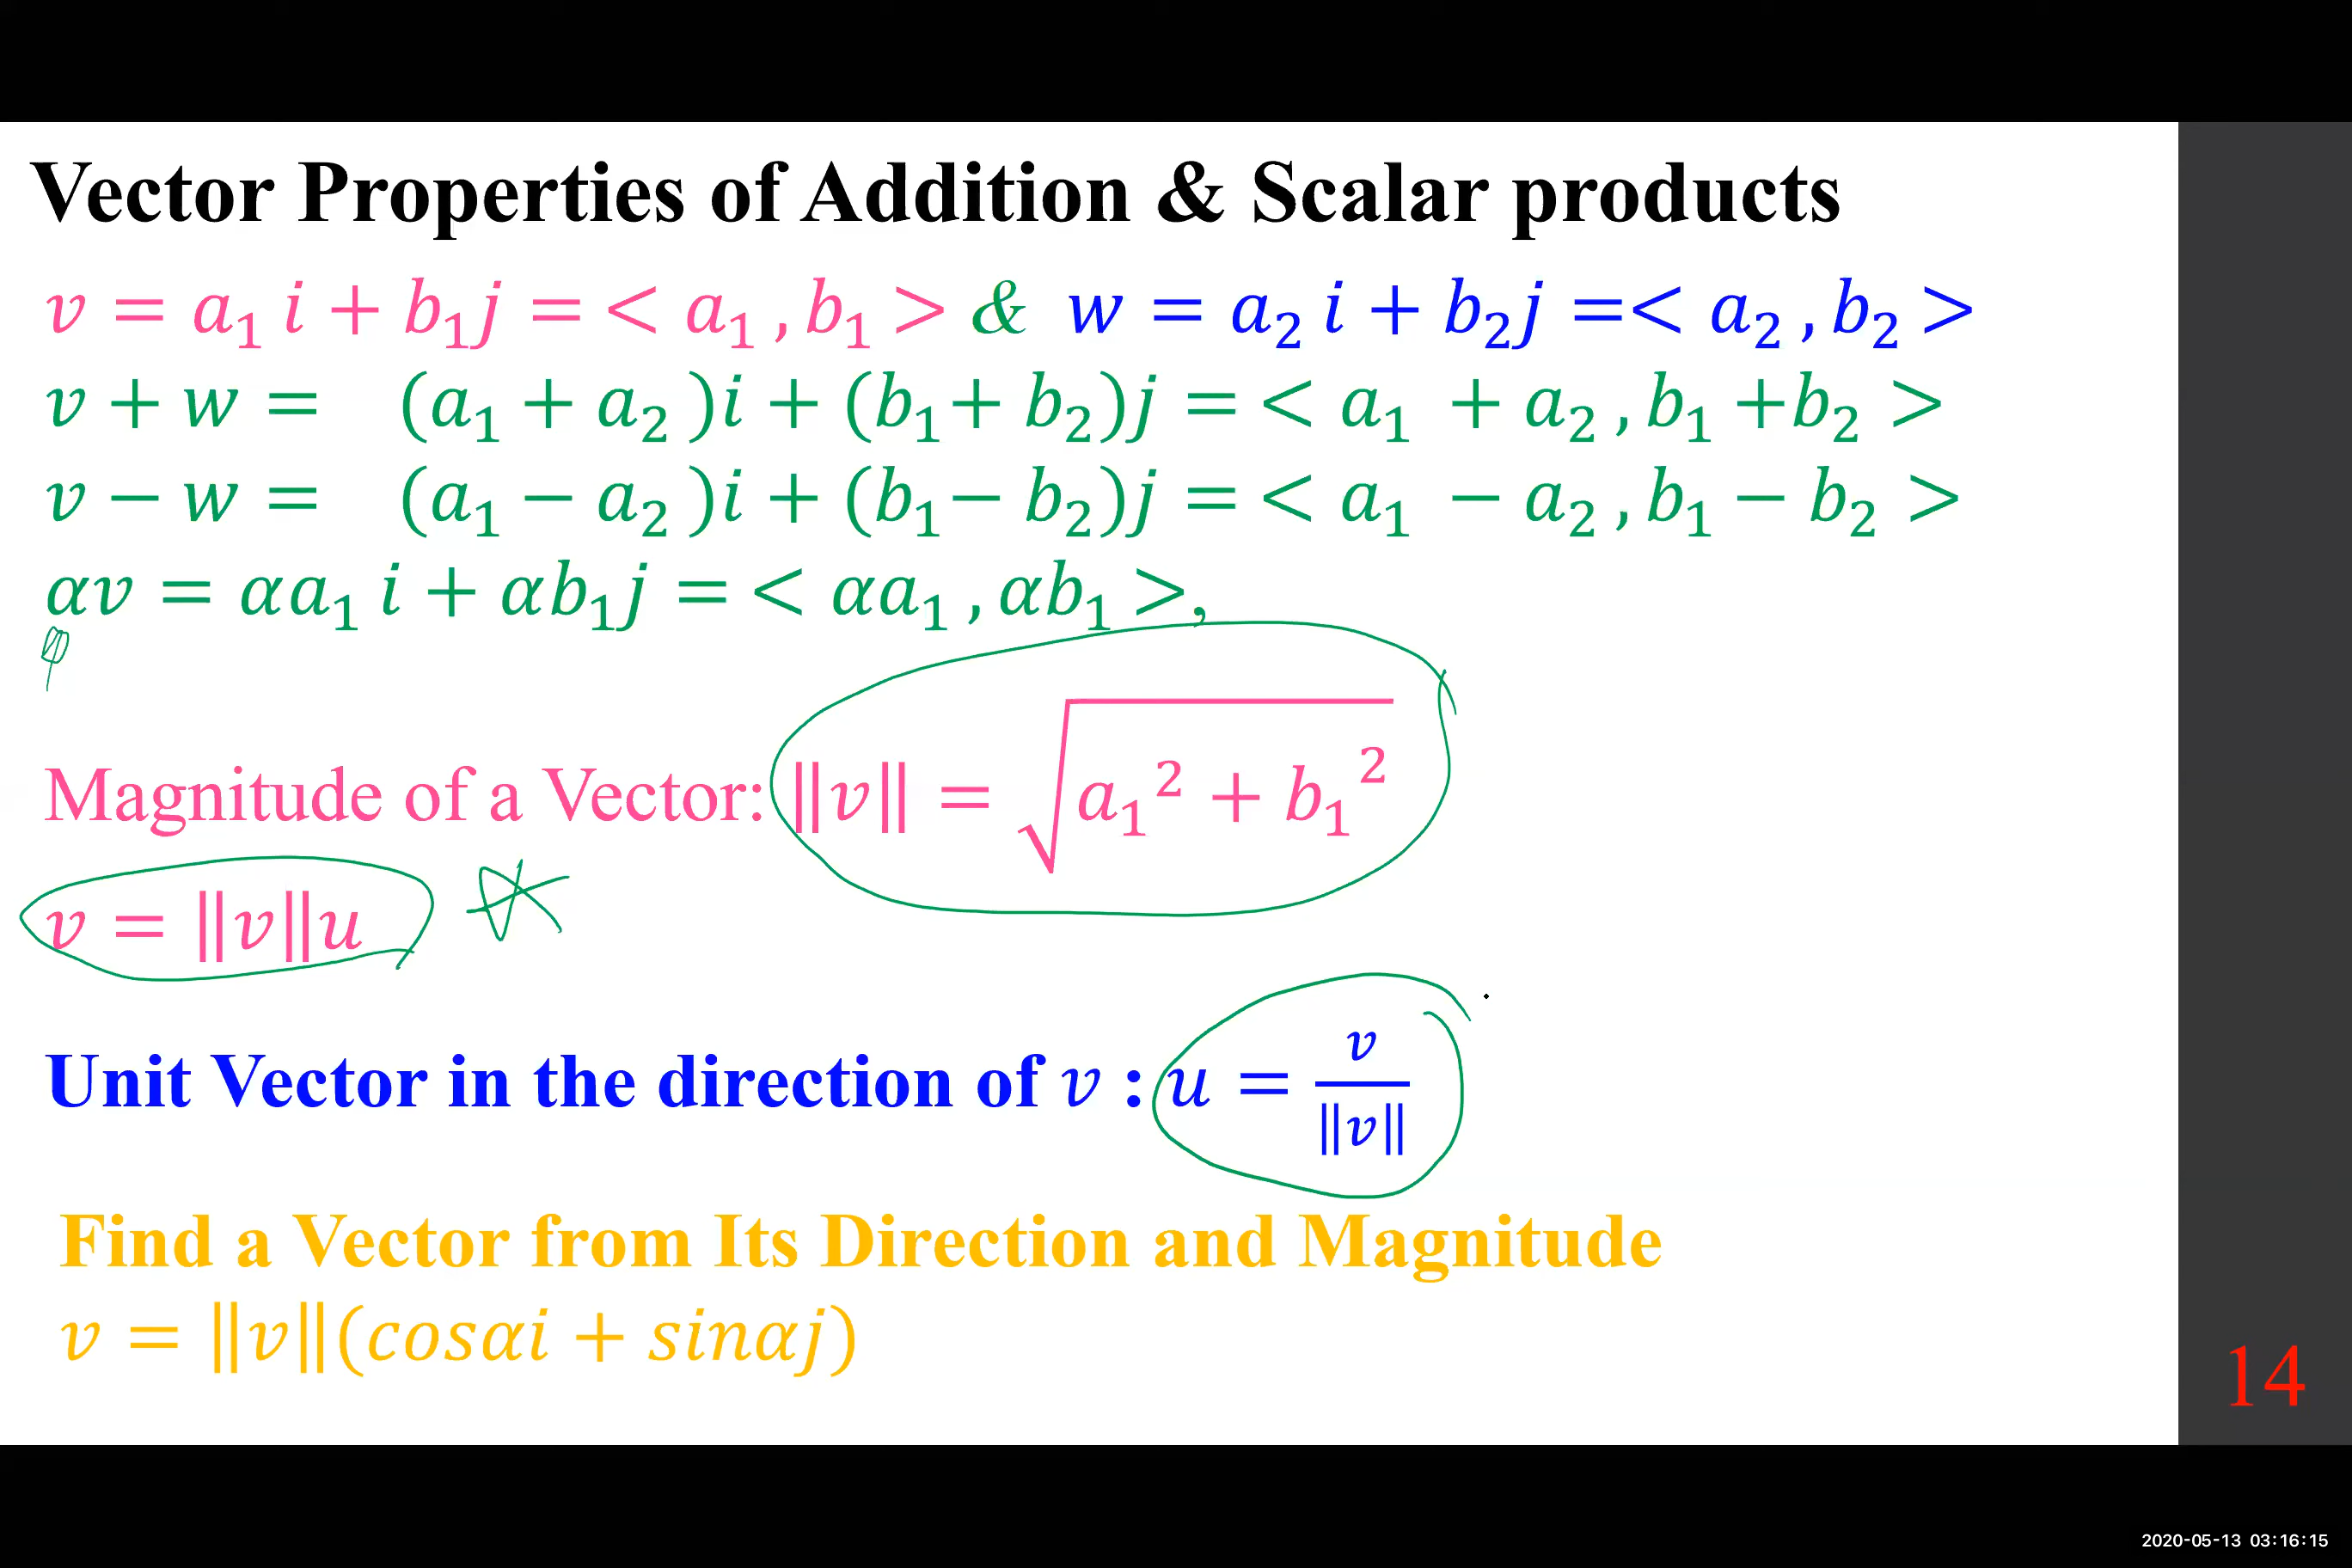 Vector Properties of Addition & Scalar products
v = a₁ i + b₁j = < a₁ , b₁ > & w = a₂ i + b₂j =< a₂ , b₂ >
v + w = (a₁ + a₂ )i + (b₁+ b₂)j = < a₁ + a₂ , b₁ +b₂ >
v − w = (a₁ − a₂ )i + (b₁− b₂)j = < a₁ − a₂ , b₁ − b₂ >
αv = αa₁ i + αb₁j = < αa₁ , αb₁ >,
Magnitude of a Vector: ‖v‖ = √(a₁² + b₁²)
v = ‖v‖u
Unit Vector in the direction of v : u = v/‖v‖
Find a Vector from Its Direction and Magnitude
v = ‖v‖(cosαi + sinαj)
14
2020-05-13 03:16:15